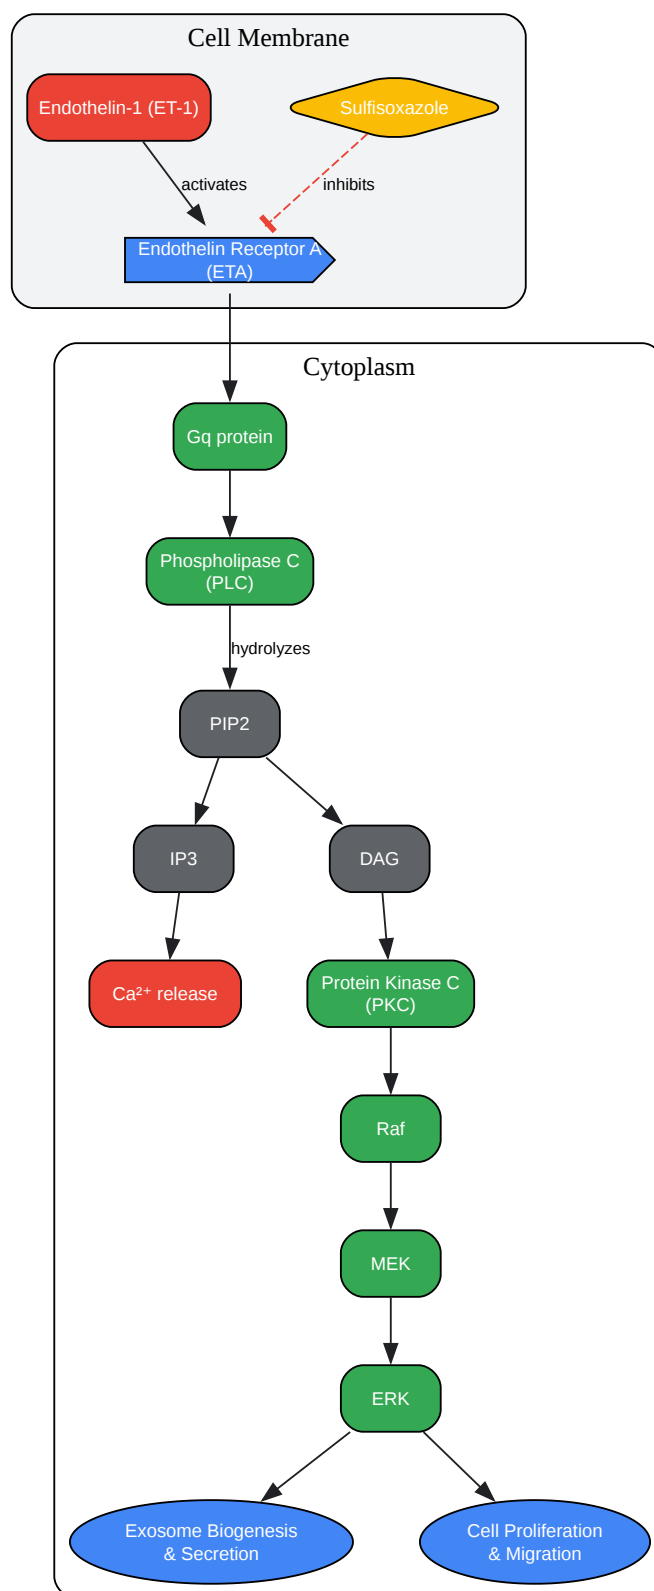 Cell Membrane
Endothelin-1 (ET-1)
Sulfisoxazole
activates
inhibits
Endothelin Receptor A
(ETA)
Cytoplasm
Gq protein
Phospholipase C
(PLC)
hydrolyzes
PIP2
IP3
DAG
Ca²⁺ release
Protein Kinase C
(PKC)
Raf
MEK
ERK
Exosome Biogenesis
& Secretion
Cell Proliferation
& Migration